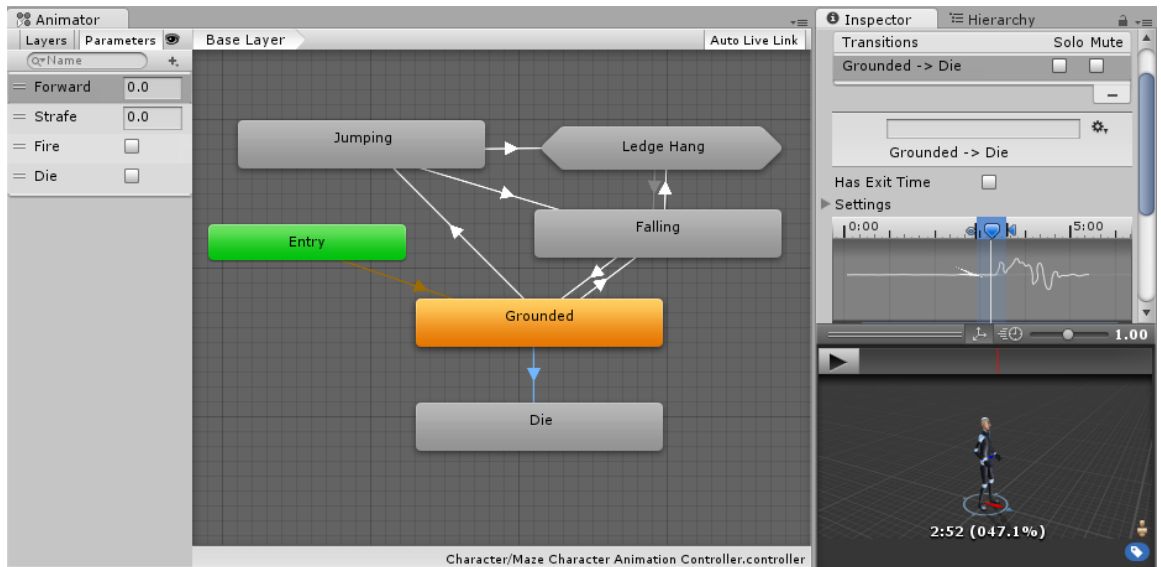 Animator
Layers Parameters
Name
Forward 0.0
Strafe 0.0
Fire
Die
Base Layer
Auto Live Link
Jumping
Ledge Hang
Falling
Entry
Grounded
Die
Character/Maze Character Animation Controller.controller
Inspector Hierarchy
Transitions Solo Mute
Grounded -> Die
Grounded -> Die
Has Exit Time
Settings
0:00 5:00
1.00
2:52 (047.1%)